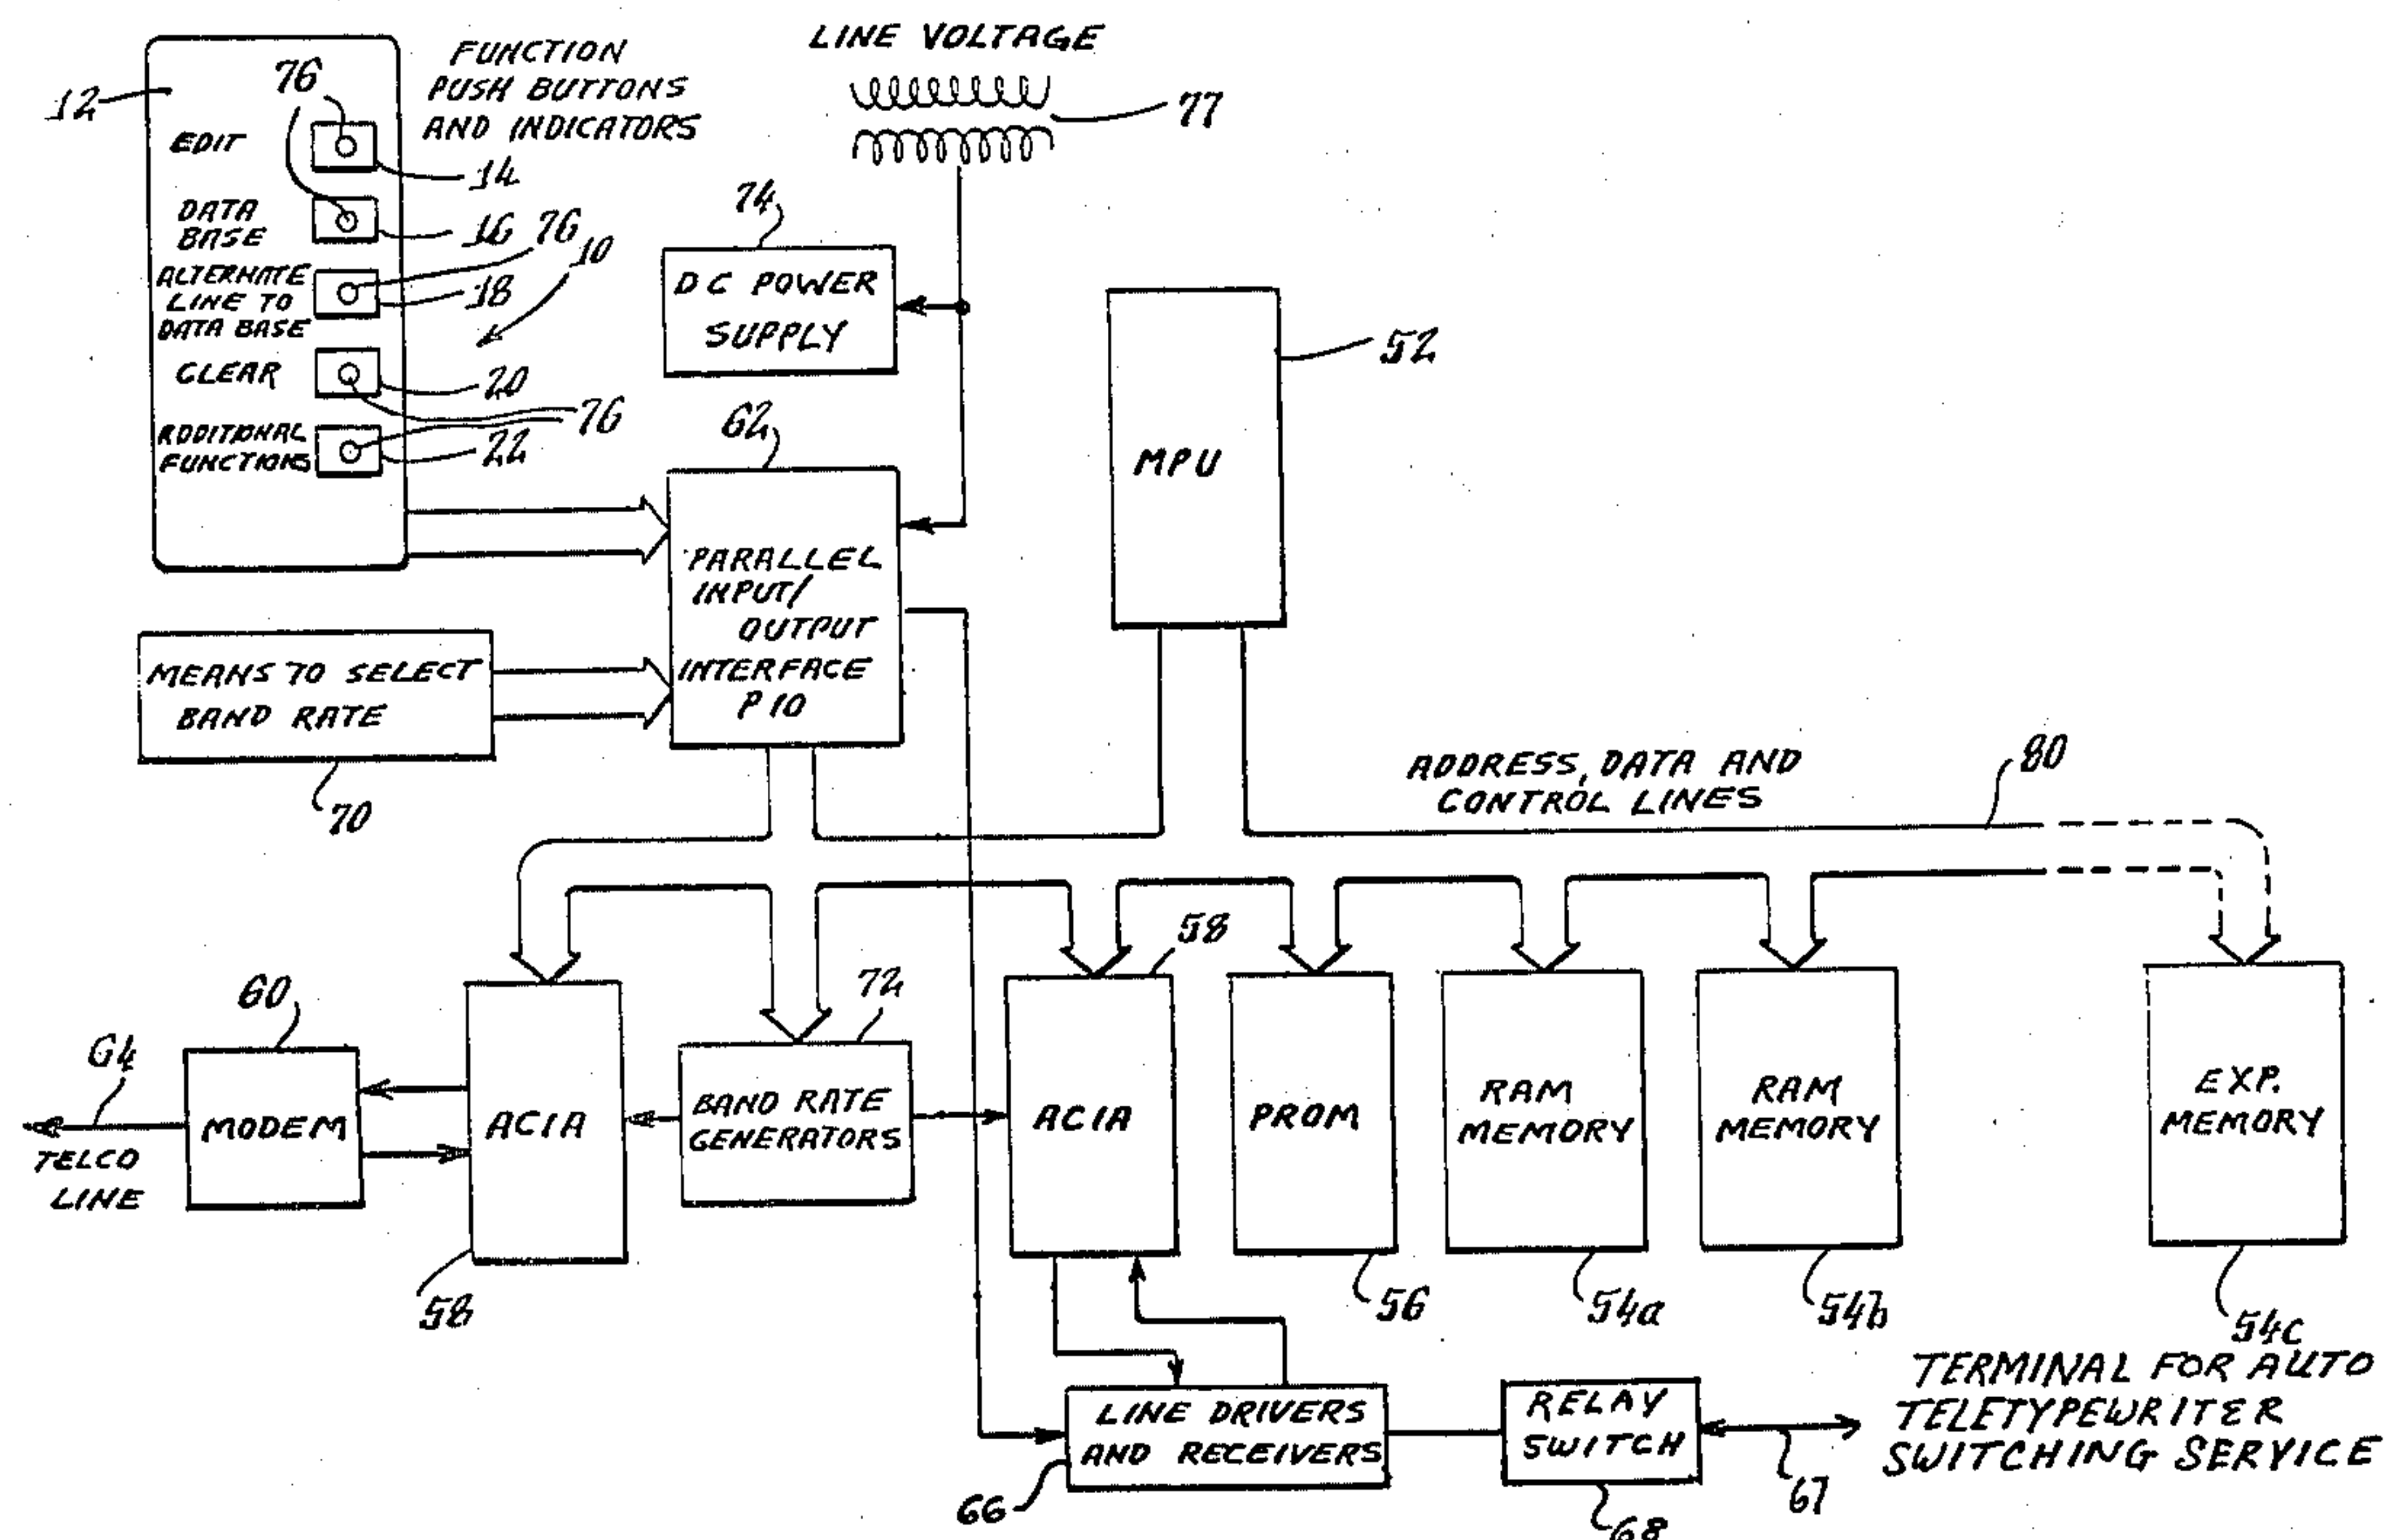 FUNCTION
PUSH BUTTONS
AND INDICATORS
LINE VOLTAGE
77
12
76
EDIT
14
DATA
BASE
16
76
10
ALTERNATE
LINE TO
DATA BASE
18
CLEAR
20
76
ADDITIONAL
FUNCTIONS
22
74
DC POWER
SUPPLY
52
MPU
62
PARALLEL
INPUT/
OUTPUT
INTERFACE
PIO
MEANS TO SELECT
BAND RATE
70
ADDRESS, DATA AND
CONTROL LINES
80
64
TELCO
LINE
60
MODEM
ACIA
58
72
BAND RATE
GENERATORS
58
ACIA
PROM
56
RAM
MEMORY
54a
RAM
MEMORY
54b
EXP.
MEMORY
54c
LINE DRIVERS
AND RECEIVERS
66
RELAY
SWITCH
68
67
TERMINAL FOR AUTO
TELETYPEWRITER
SWITCHING SERVICE